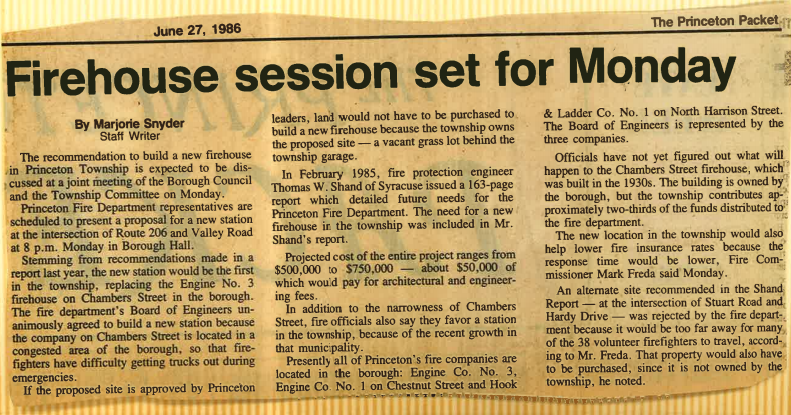 June 27, 1986
The Princeton Packet
Firehouse session set for Monday
By Marjorie Snyder
Staff Writer
The recommendation to build a new firehouse
in Princeton Township is expected to be dis-
cussed at a joint meeting of the Borough Council
and the Township Committee on Monday.
Princeton Fire Department representatives are
scheduled to present a proposal for a new station
at the intersection of Route 206 and Valley Road
at 8 p.m. Monday in Borough Hall.
Stemming from recommendations made in a
report last year, the new station would be the first
in the township, replacing the Engine No. 3
firehouse on Chambers Street in the borough.
The fire department's Board of Engineers un-
animously agreed to build a new station because
the company on Chambers Street is located in a
congested area of the borough, so that fire-
fighters have difficulty getting trucks out during
emergencies.
If the proposed site is approved by Princeton
leaders, land would not have to be purchased to
build a new firehouse because the township owns
the proposed site — a vacant grass lot behind the
township garage.
In February 1985, fire protection engineer
Thomas W. Shand of Syracuse issued a 163-page
report which detailed future needs for the
Princeton Fire Department. The need for a new
firehouse in the township was included in Mr.
Shand's report.
Projected cost of the entire project ranges from
$500,000 to $750,000 — about $50,000 of
which would pay for architectural and engineer-
ing fees.
In addition to the narrowness of Chambers
Street, fire officials also say they favor a station
in the township, because of the recent growth in
that municipality.
Presently all of Princeton's fire companies are
located in the borough: Engine Co. No. 3,
Engine Co. No. 1 on Chestnut Street and Hook
& Ladder Co. No. 1 on North Harrison Street.
The Board of Engineers is represented by the
three companies.
Officials have not yet figured out what will
happen to the Chambers Street firehouse, which
was built in the 1930s. The building is owned by
the borough, but the township contributes ap-
proximately two-thirds of the funds distributed to
the fire department.
The new location in the township would also
help lower fire insurance rates because the
response time would be lower, Fire Com-
missioner Mark Freda said Monday.
An alternate site recommended in the Shand
Report — at the intersection of Stuart Road and
Hardy Drive — was rejected by the fire depart-
ment because it would be too far away for many
of the 38 volunteer firefighters to travel, accord-
ing to Mr. Freda. That property would also have
to be purchased, since it is not owned by the
township, he noted.